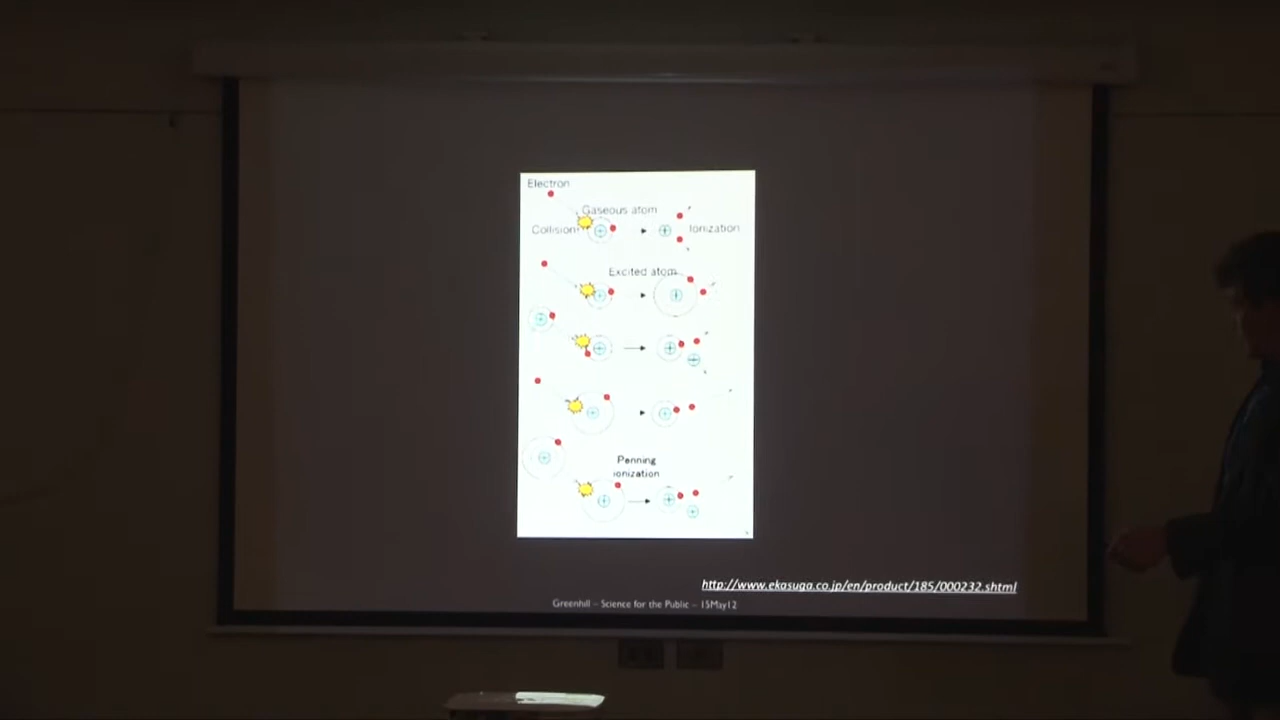 Electron
Gaseous atom
Collision
Ionization
Excited atom
Penning
ionization
http://www.ekasuga.co.jp/en/product/185/000232.shtml
Greenhill – Science for the Public – 15May12